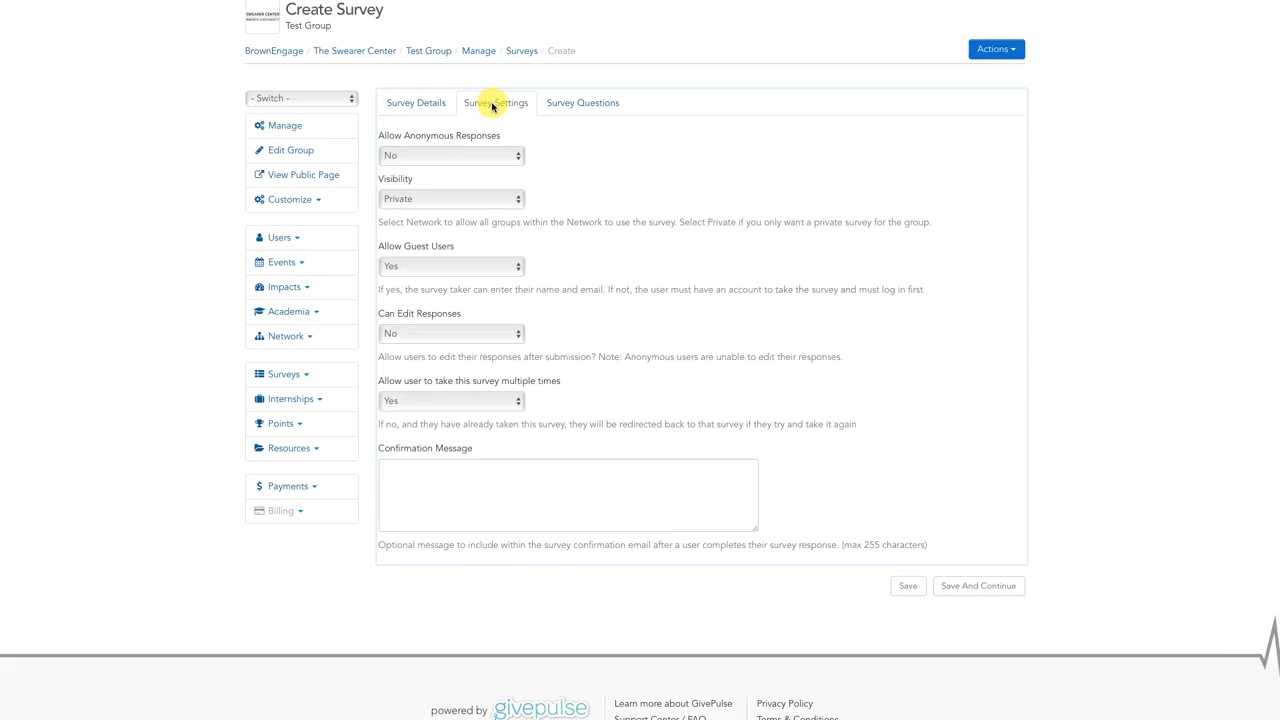 SWEARER CENTER
Create Survey
Test Group
BrownEngage / The Swearer Center / Test Group / Manage / Surveys / Create
Actions
- Switch -
Manage
Edit Group
View Public Page
Customize
Users
Events
Impacts
Academia
Network
Surveys
Internships
Points
Resources
Payments
Billing
Survey Details
Survey Settings
Survey Questions
Allow Anonymous Responses
No
Visibility
Private
Select Network to allow all groups within the Network to use the survey. Select Private if you only want a private survey for the group.
Allow Guest Users
Yes
If yes, the survey taker can enter their name and email. If not, the user must have an account to take the survey and must log in first
Can Edit Responses
No
Allow users to edit their responses after submission? Note: Anonymous users are unable to edit their responses.
Allow user to take this survey multiple times
Yes
If no, and they have already taken this survey, they will be redirected back to that survey if they try and take it again
Confirmation Message
Optional message to include within the survey confirmation email after a user completes their survey response. (max 255 characters)
Save
Save And Continue
powered by givepulse
Learn more about GivePulse
Support Center / FAQ
Privacy Policy
Terms & Conditions